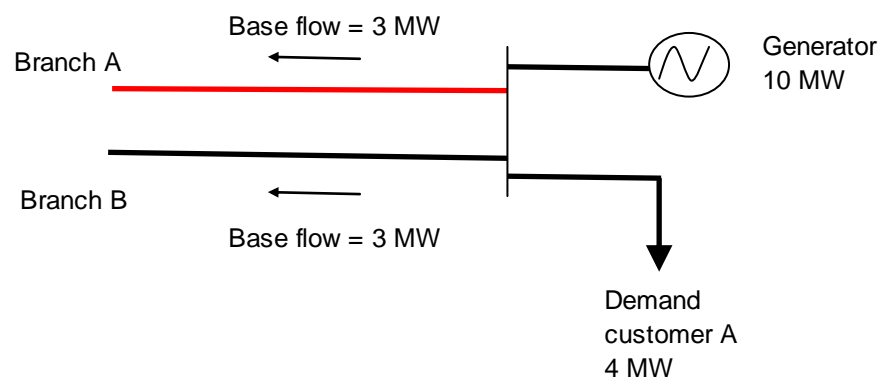 Base flow = 3 MW
Branch A
Generator
10 MW
Branch B
Base flow = 3 MW
Demand
customer A
4 MW